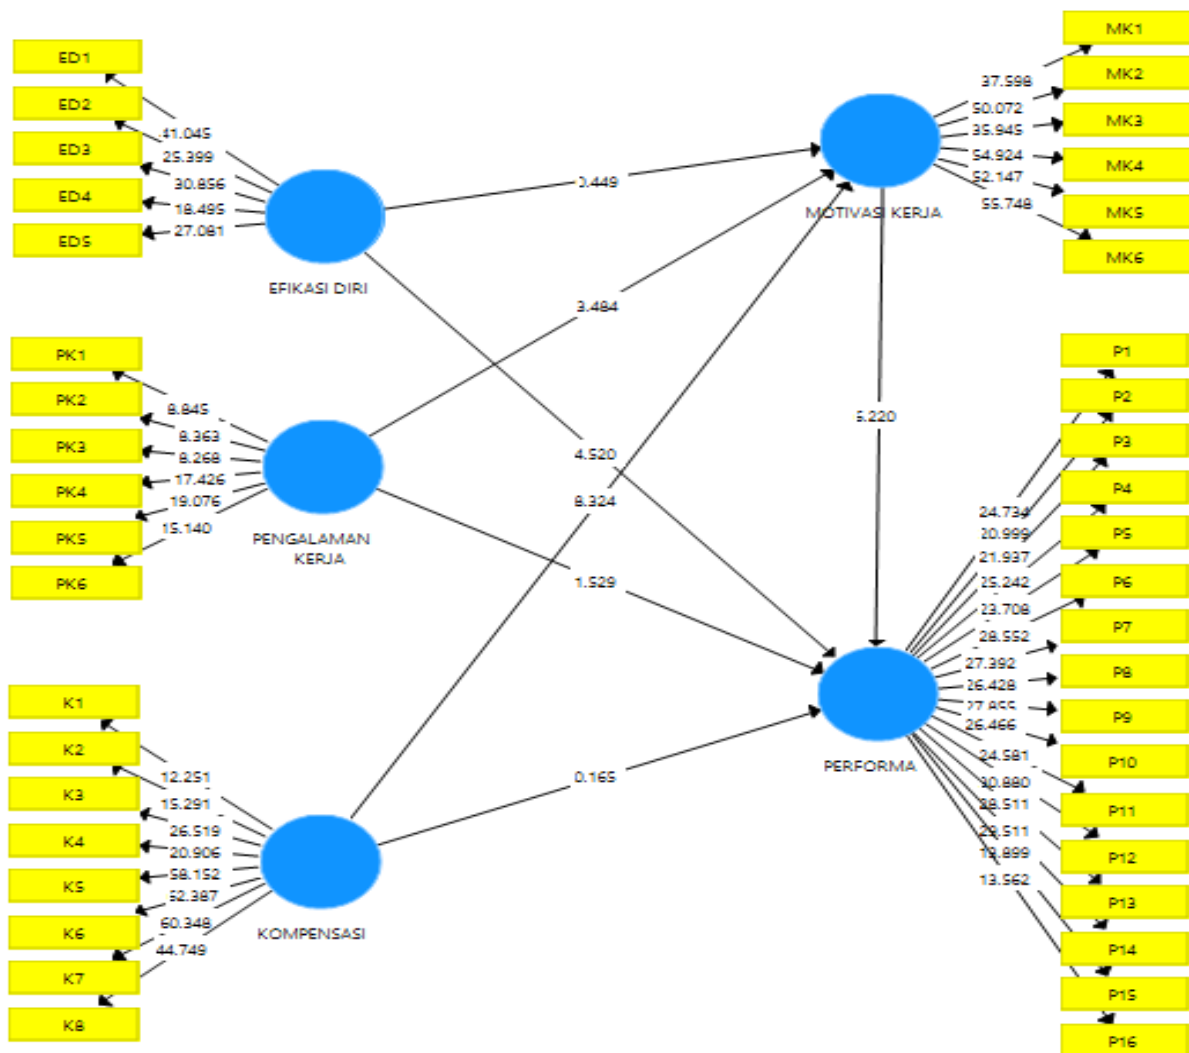 ED1
ED2
ED3
ED4
ED5
41.045
25.399
30.856
18.495
27.081
EFIKASI DIRI
PK1
PK2
PK3
PK4
PK5
PK6
8.845
8.363
8.268
17.426
19.076
15.140
PENGALAMAN
KERJA
K1
K2
K3
K4
K5
K6
K7
K8
12.251
15.291
26.519
20.906
58.152
60.348
44.749
KOMPENSASI
0.449
3.484
4.520
8.324
1.529
0.165
MOTIVASI KERJA
37.598
50.072
35.945
54.924
52.147
55.748
MK1
MK2
MK3
MK4
MK5
MK6
PERFORMA
24.734
20.999
21.937
25.242
23.708
28.552
27.392
26.428
27.855
26.466
24.581
30.880
13.562
P1
P2
P3
P4
P5
P6
P7
P8
P9
P10
P11
P12
P13
P14
P15
P16